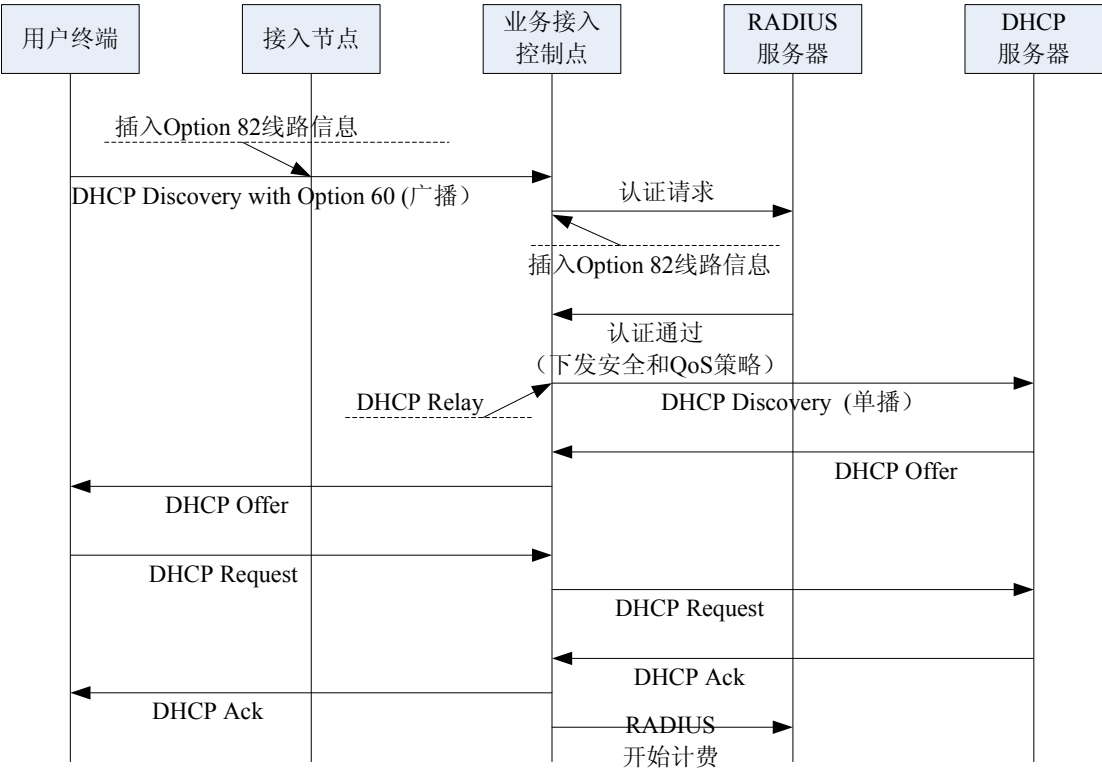 用户终端
接入节点
业务接入
控制点
RADIUS
服务器
DHCP
服务器
插入Option 82线路信息
DHCP Discovery with Option 60 (广播）
认证请求
插入Option 82线路信息
认证通过
（下发安全和QoS策略）
DHCP Relay
DHCP Discovery (单播）
DHCP Offer
DHCP Offer
DHCP Request
DHCP Request
DHCP Ack
DHCP Ack
RADIUS
开始计费